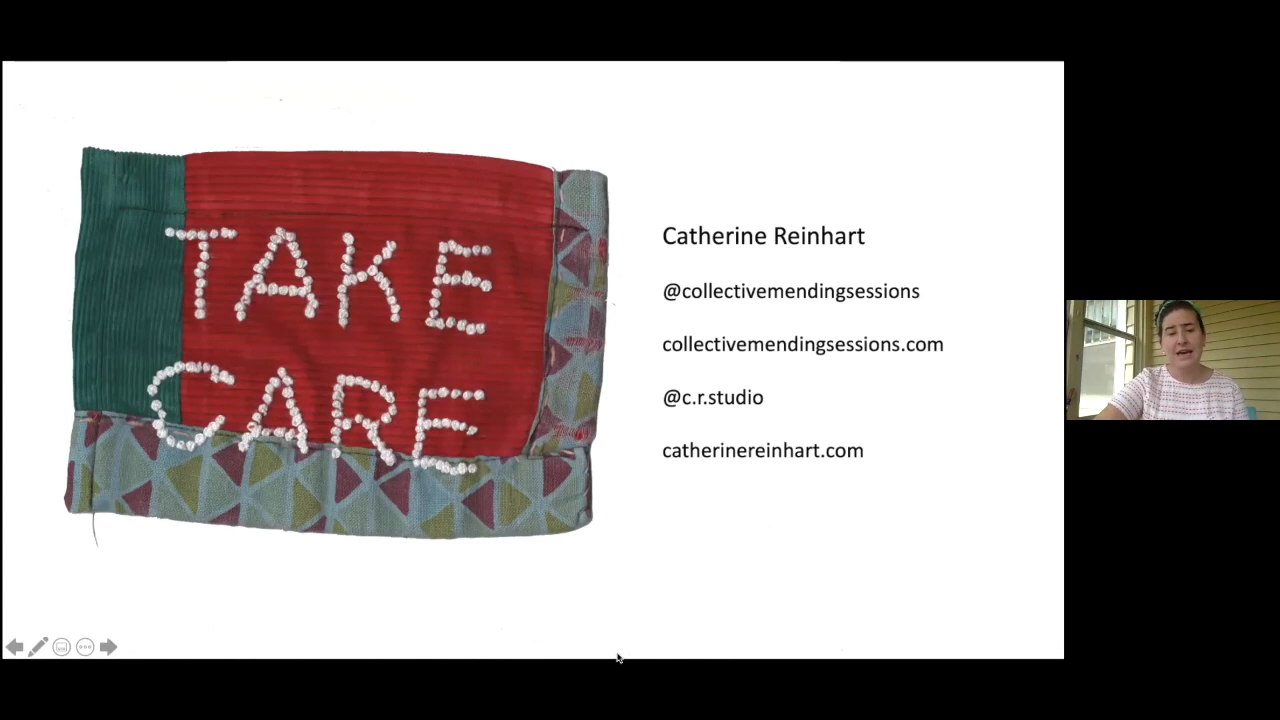 TAKE
CARE
Catherine Reinhart
@collectivemendingsessions
collectivemendingsessions.com
@c.r.studio
catherinereinhart.com